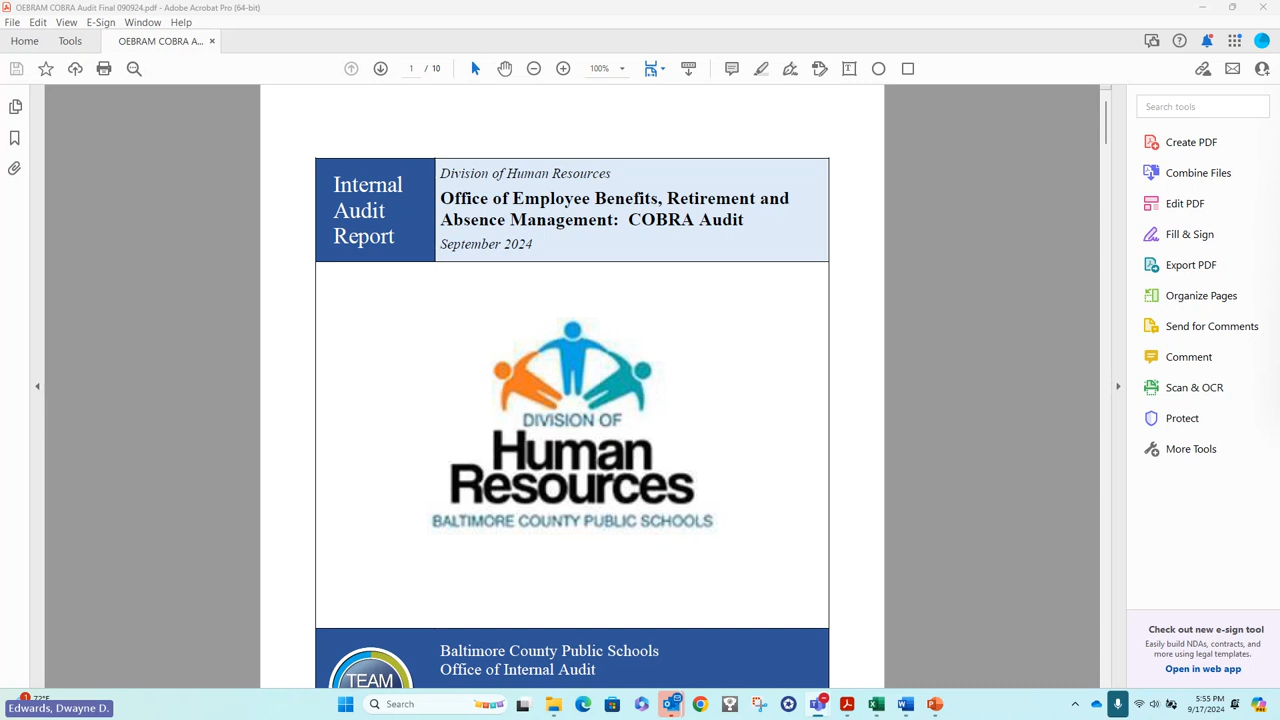 OEBRAM COBRA Audit Final 090924.pdf - Adobe Acrobat Pro (64-bit)
File Edit View E-Sign Window Help
Home Tools OEBRAM COBRA A... ×
1 / 10 100%
Search tools
Create PDF
Combine Files
Edit PDF
Fill & Sign
Export PDF
Organize Pages
Send for Comments
Comment
Scan & OCR
Protect
More Tools
Internal
Audit
Report
Division of Human Resources
Office of Employee Benefits, Retirement and
Absence Management: COBRA Audit
September 2024
DIVISION OF
Human
Resources
BALTIMORE COUNTY PUBLIC SCHOOLS
Baltimore County Public Schools
Office of Internal Audit
TEAM
Check out new e-sign tool
Easily build NDAs, contracts, and
more using legal templates.
Open in web app
Edwards, Dwayne D.
Search
5:55 PM
9/17/2024